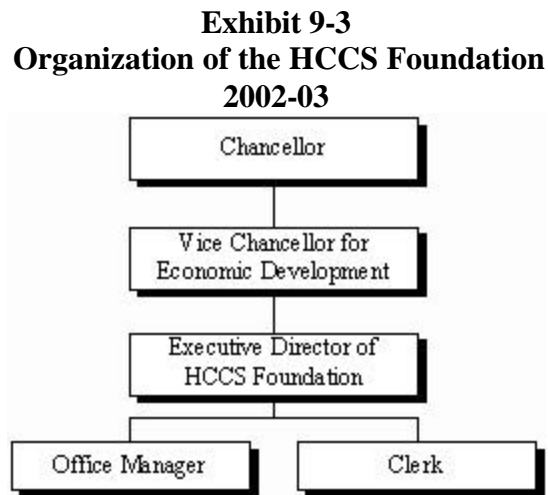 Exhibit 9-3
Organization of the HCCS Foundation
2002-03
Chancellor
Vice Chancellor for
Economic Development
Executive Director of
HCCS Foundation
Office Manager
Clerk